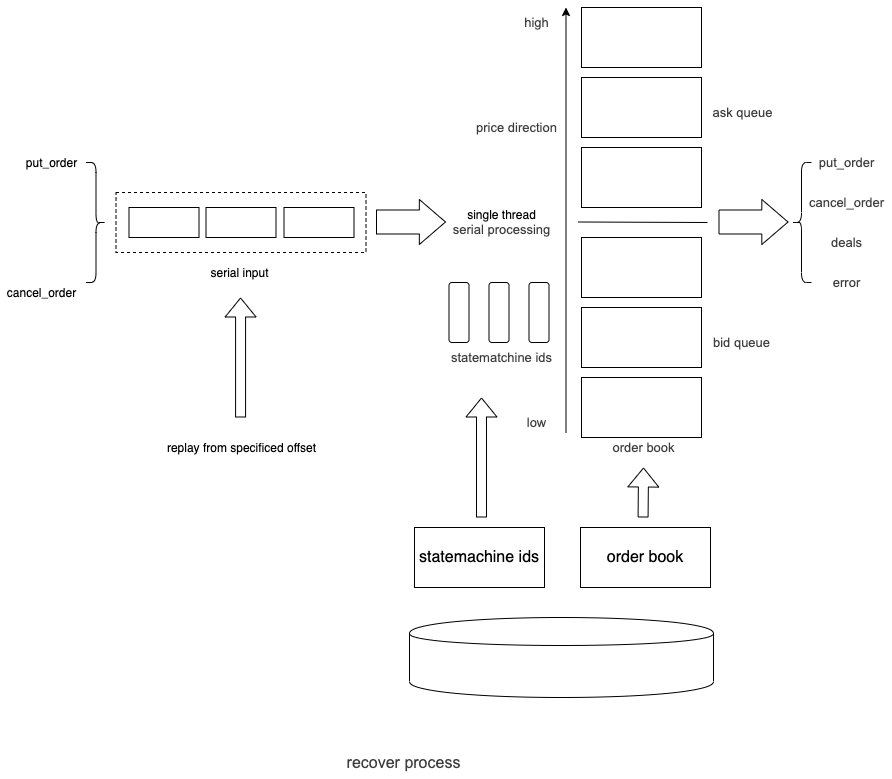 high
ask queue
price direction
put_order
put_order
cancel_order
single thread
serial processing
deals
serial input
error
cancel_order
bid queue
statematchine ids
low
order book
replay from specificed offset
statemachine ids
order book
recover process